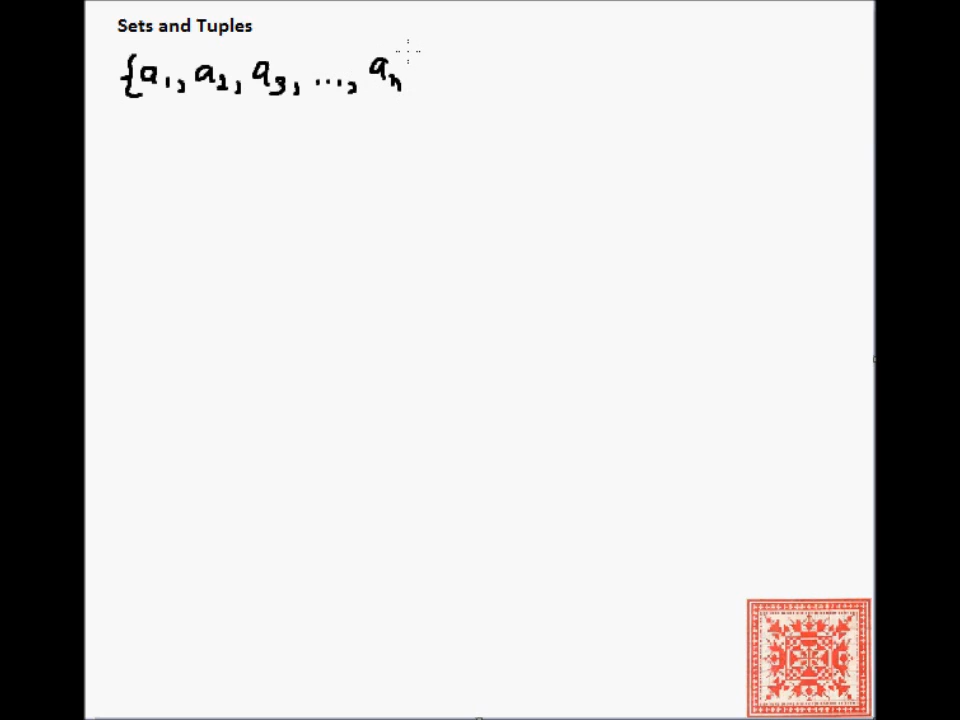 Sets and Tuples
{a₁, a₂, a₃, ..., aₙ